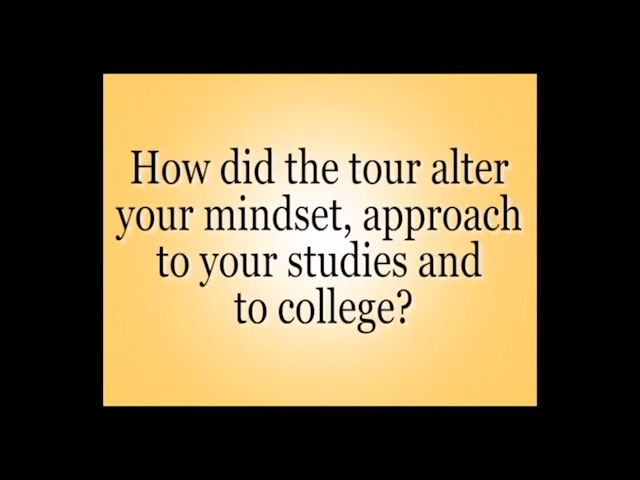 How did the tour alter
your mindset, approach
to your studies and
to college?